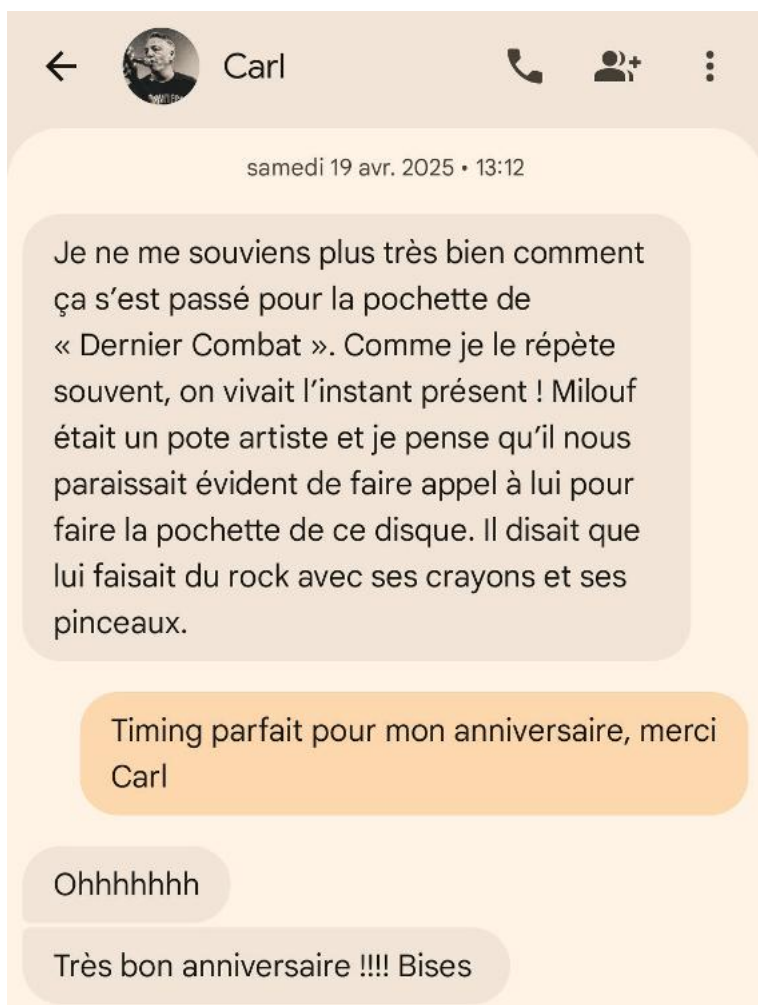 Carl
samedi 19 avr. 2025 • 13:12
Je ne me souviens plus très bien comment
ça s’est passé pour la pochette de
« Dernier Combat ». Comme je le répète
souvent, on vivait l’instant présent ! Milouf
était un pote artiste et je pense qu’il nous
paraissait évident de faire appel à lui pour
faire la pochette de ce disque. Il disait que
lui faisait du rock avec ses crayons et ses
pinceaux.
Timing parfait pour mon anniversaire, merci
Carl
Ohhhhhhh
Très bon anniversaire !!!! Bises